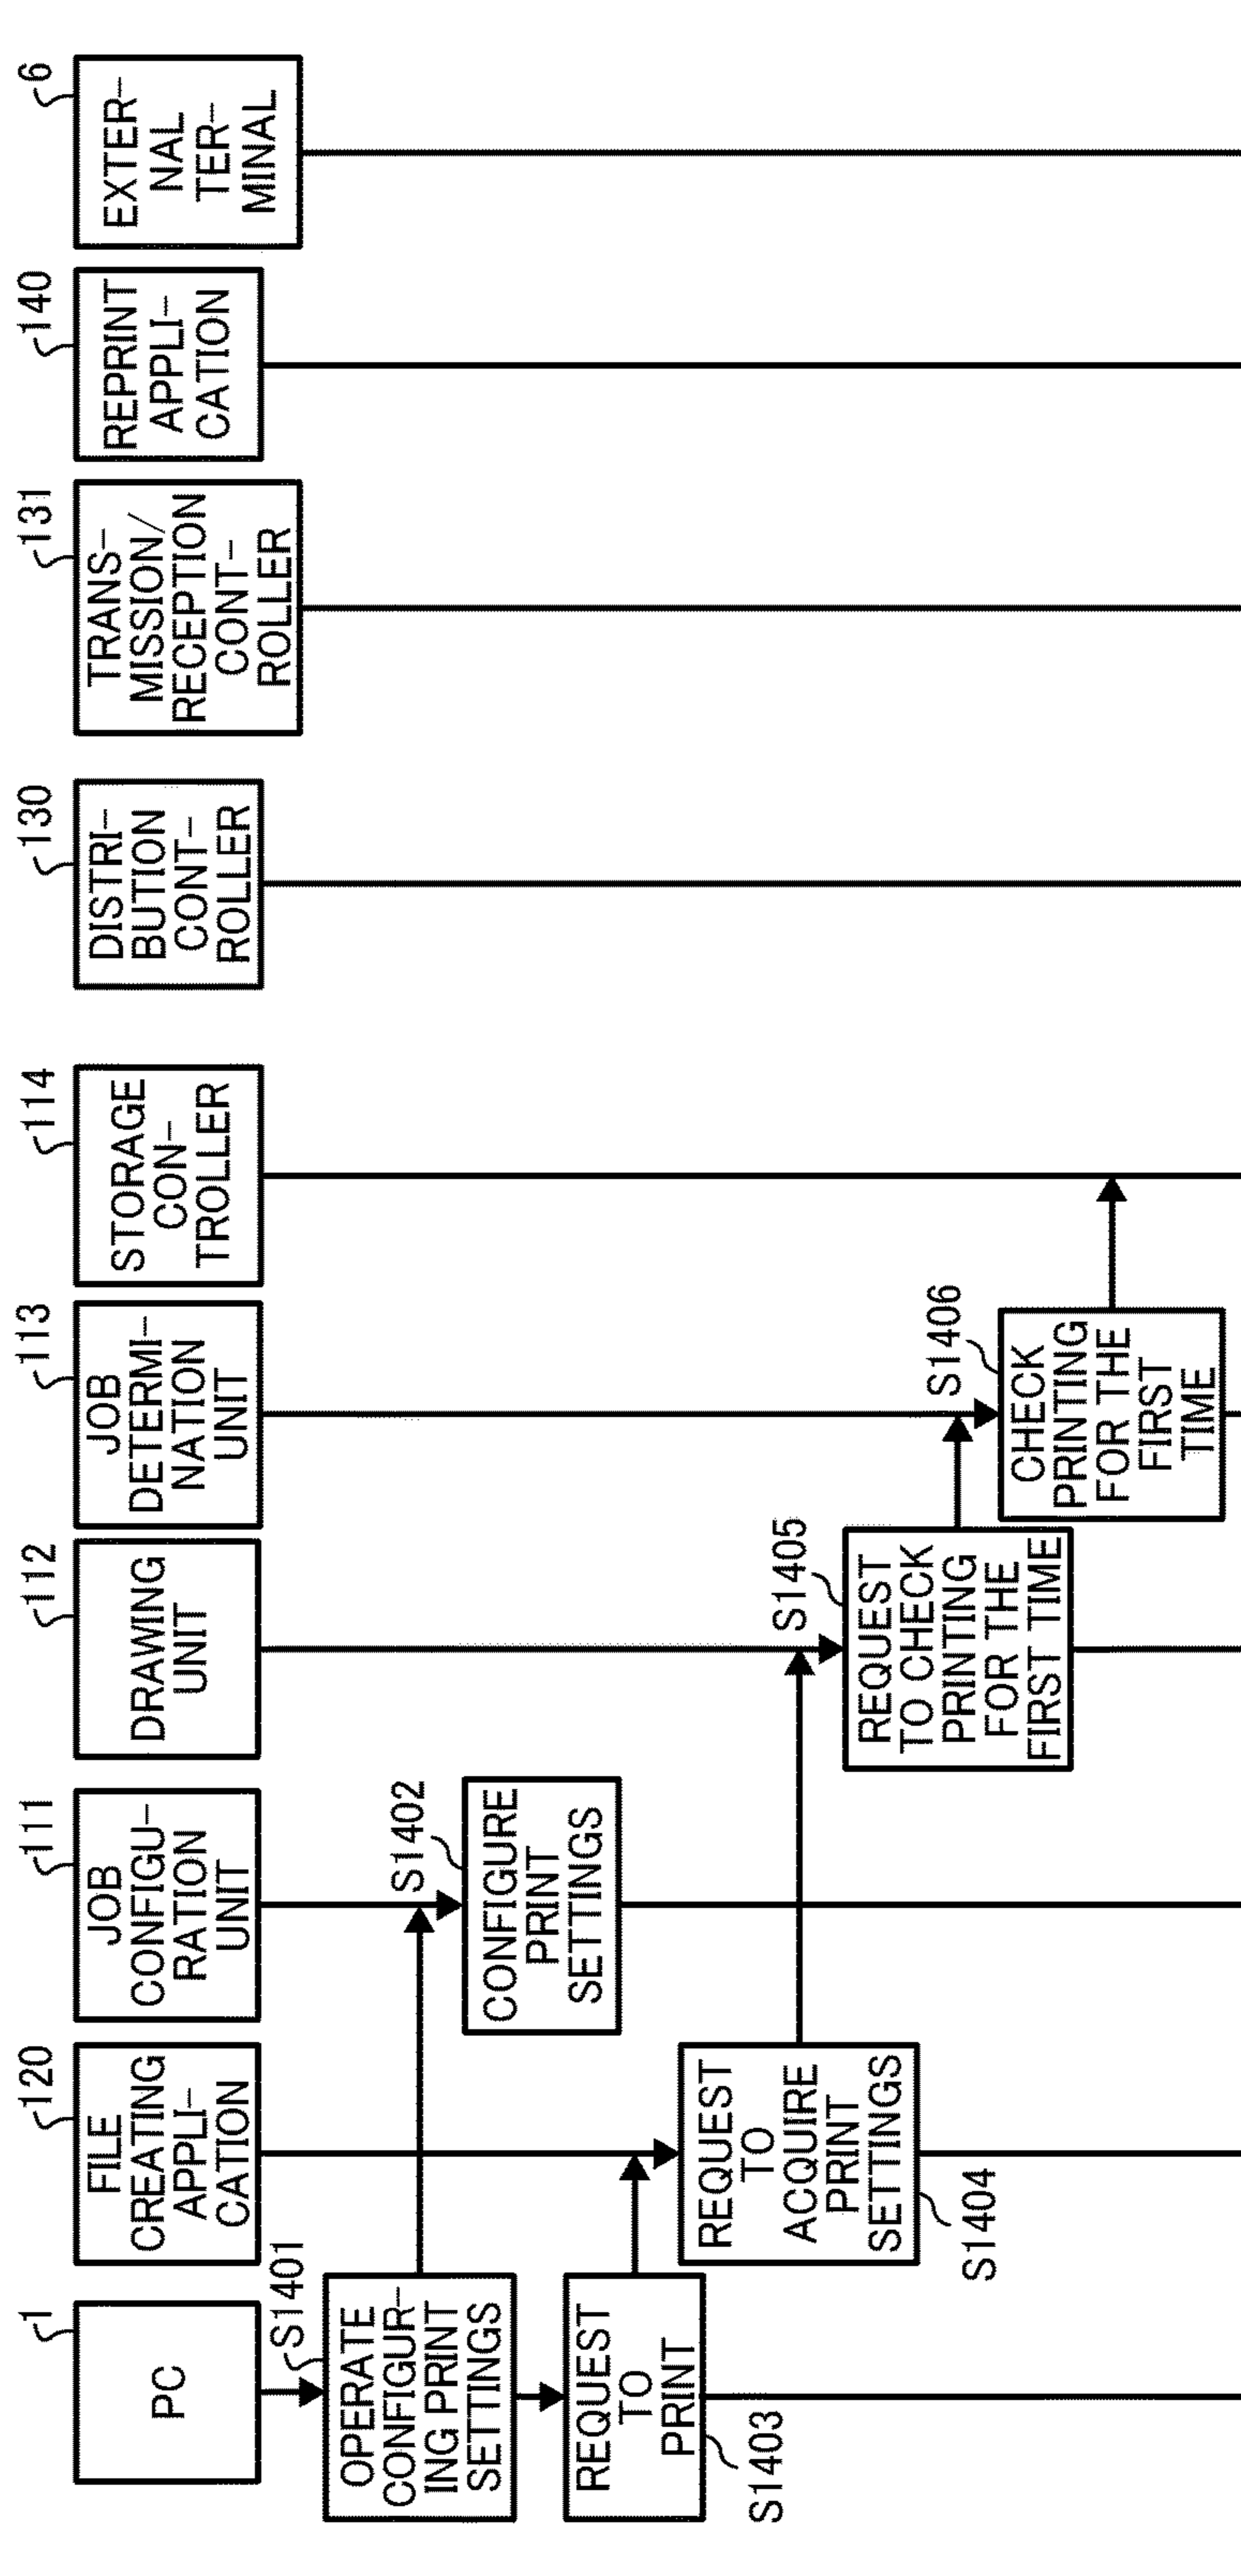 1
PC
120
FILE
CREATING
APPLI-
CATION
111
JOB
CONFIGU-
RATION
UNIT
112
DRAWING
UNIT
113
JOB
DETERMI-
NATION
UNIT
114
STORAGE
CON-
TROLLER
130
DISTRI-
BUTION
CONT-
ROLLER
131
TRANS-
MISSION/
RECEPTION
CONT-
ROLLER
140
REPRINT
APPLI-
CATION
6
EXTER-
NAL
TER-
MINAL
S1401
OPERATE
CONFIGUR-
ING PRINT
SETTINGS
S1402
CONFIGURE
PRINT
SETTINGS
REQUEST
TO
PRINT
S1403
REQUEST
TO
ACQUIRE
PRINT
SETTINGS
S1404
S1405
REQUEST
TO CHECK
PRINTING
FOR THE
FIRST TIME
S1406
CHECK
PRINTING
FOR THE
FIRST
TIME